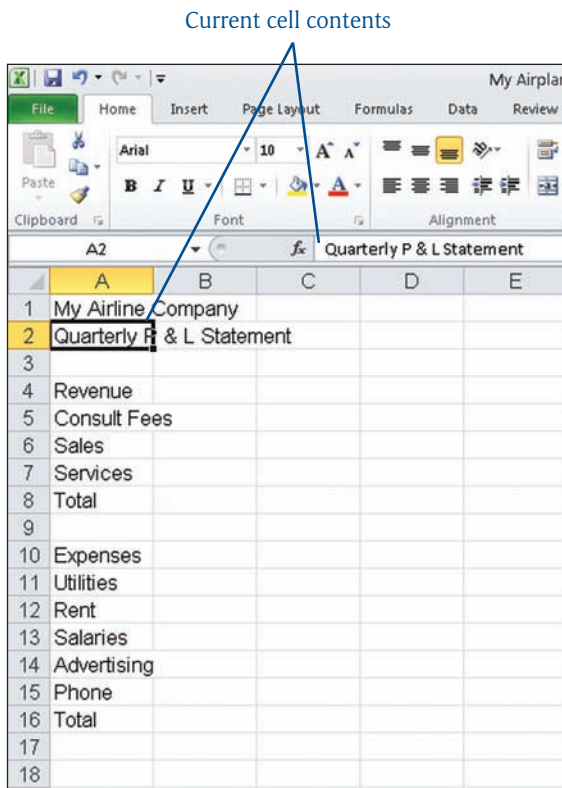 Current cell contents
My Airplan
File Home Insert Page Layout Formulas Data Review
Paste
Arial 10 A A
B I U A
Clipboard Font Alignment
A2 fx Quarterly P & L Statement
A B C D E
1 My Airline Company
2 Quarterly P & L Statement
3
4 Revenue
5 Consult Fees
6 Sales
7 Services
8 Total
9
10 Expenses
11 Utilities
12 Rent
13 Salaries
14 Advertising
15 Phone
16 Total
17
18